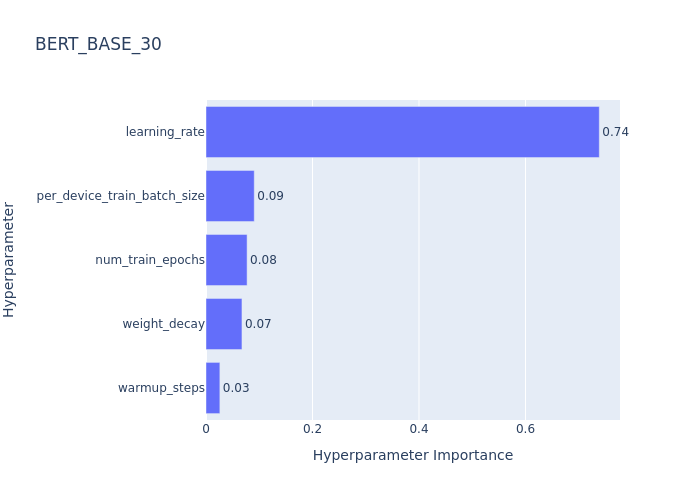 BERT_BASE_30
learning_rate
0.74
per_device_train_batch_size
0.09
num_train_epochs
0.08
weight_decay
0.07
warmup_steps
0.03
0
0.2
0.4
0.6
Hyperparameter Importance
Hyperparameter